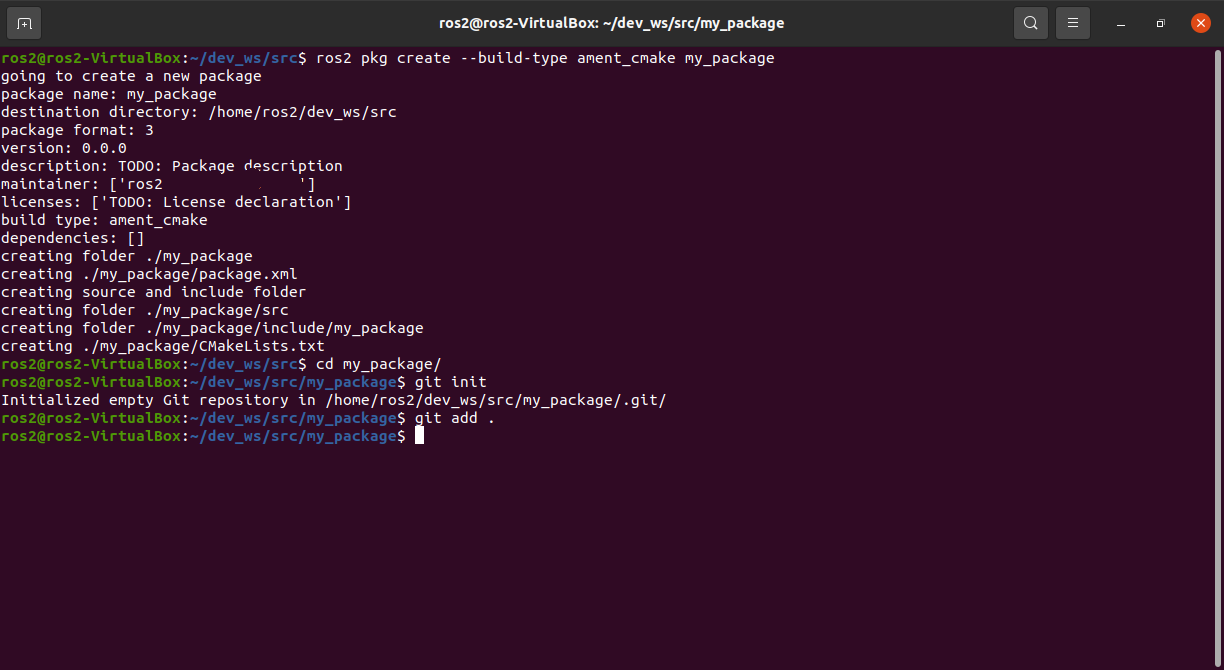 ros2@ros2-VirtualBox: ~/dev_ws/src/my_package
ros2@ros2-VirtualBox:~/dev_ws/src$ ros2 pkg create --build-type ament_cmake my_package
going to create a new package
package name: my_package
destination directory: /home/ros2/dev_ws/src
package format: 3
version: 0.0.0
description: TODO: Package description
maintainer: ['ros2 ']
licenses: ['TODO: License declaration']
build type: ament_cmake
dependencies: []
creating folder ./my_package
creating ./my_package/package.xml
creating source and include folder
creating folder ./my_package/src
creating folder ./my_package/include/my_package
creating ./my_package/CMakeLists.txt
ros2@ros2-VirtualBox:~/dev_ws/src$ cd my_package/
ros2@ros2-VirtualBox:~/dev_ws/src/my_package$ git init
Initialized empty Git repository in /home/ros2/dev_ws/src/my_package/.git/
ros2@ros2-VirtualBox:~/dev_ws/src/my_package$ git add .
ros2@ros2-VirtualBox:~/dev_ws/src/my_package$